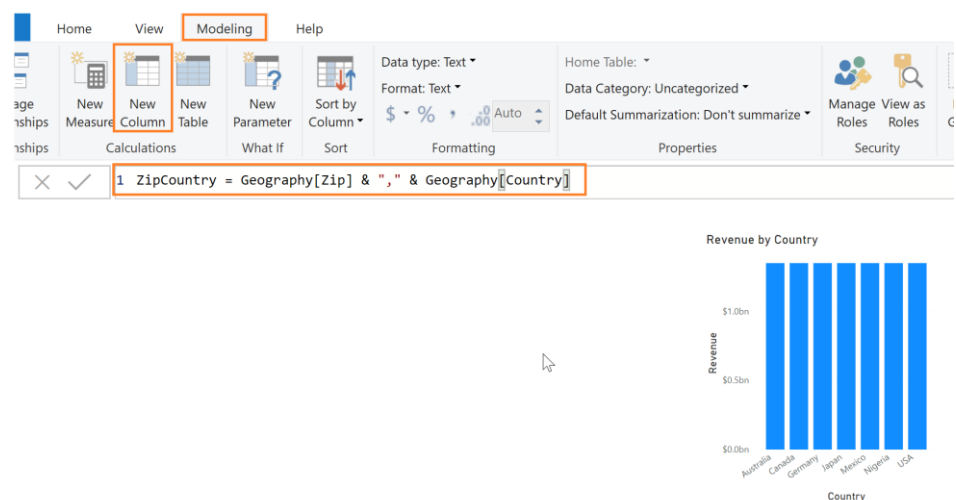 Home View Modeling Help
Data type: Text Home Table:
Format: Text Data Category: Uncategorized
New Measure
New Column
New Table
New Parameter
Sort by Column
$ % , .0 .00 Auto
Default Summarization: Don't summarize
Manage Roles
View as Roles
Calculations What If Sort Formatting Properties Security
1 ZipCountry = Geography[Zip] & "," & Geography[Country]
Revenue by Country
$1.0bn
$0.5bn
$0.0bn
Revenue
Australia Canada Germany Japan Mexico Nigeria USA
Country